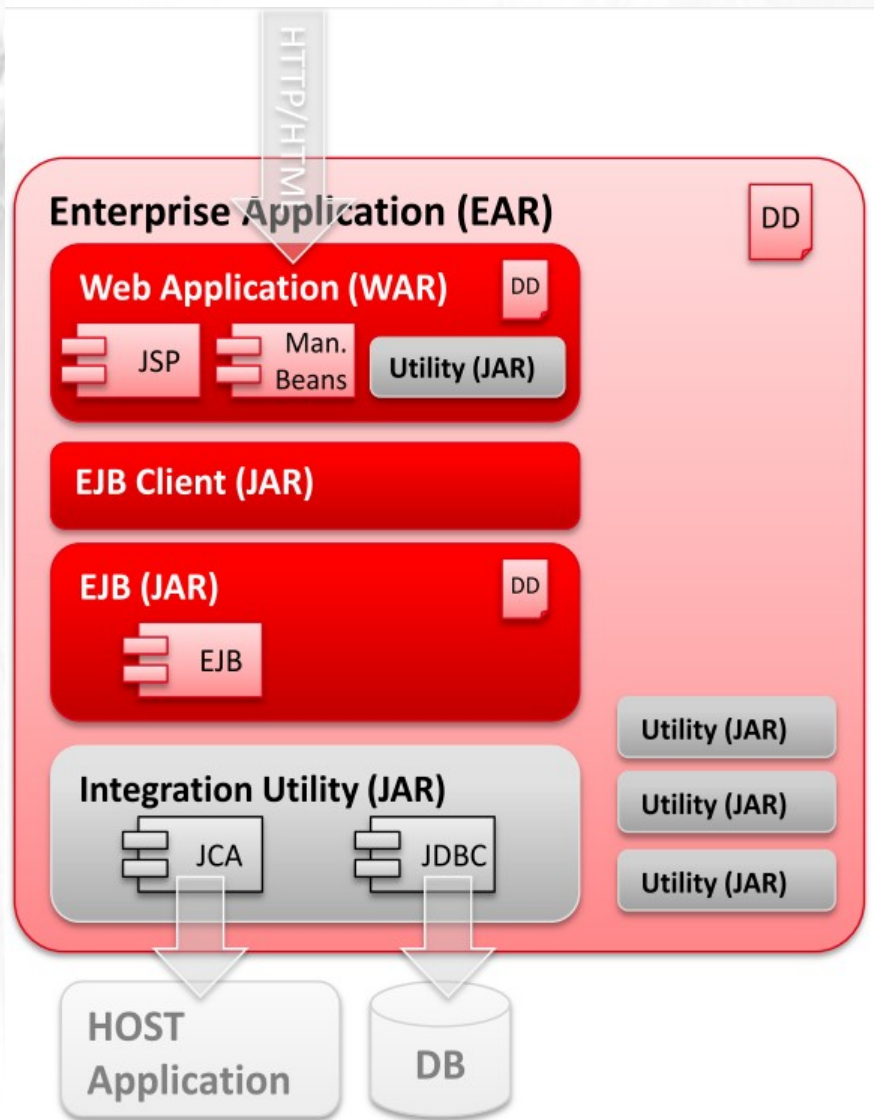 HTTP/HTML
Enterprise Application (EAR)
DD
Web Application (WAR)
DD
JSP
Man.
Beans
Utility (JAR)
EJB Client (JAR)
EJB (JAR)
DD
EJB
Integration Utility (JAR)
JCA
JDBC
Utility (JAR)
Utility (JAR)
Utility (JAR)
HOST
Application
DB